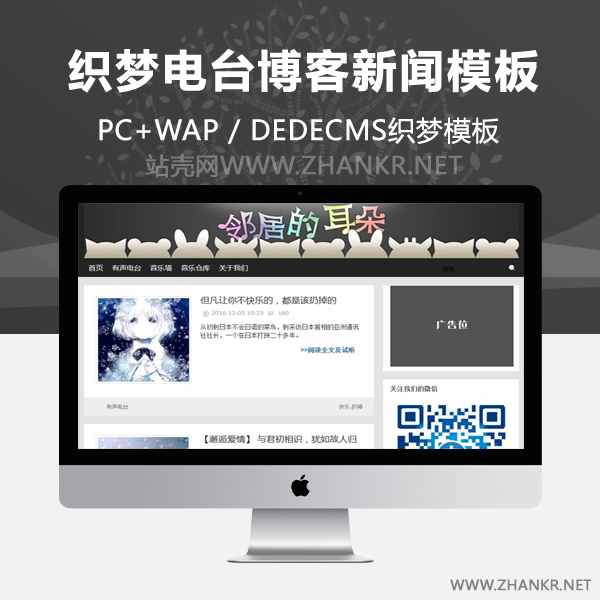 织梦电台博客新闻模板
PC+WAP / DEDECMS织梦模板
站壳网WWW.ZHANKR.NET
邻居的耳朵
首页 有声电台 音乐墙 音乐仓库 关于我们 搜索
但凡让你不快乐的，都是该扔掉的
2016-12-05 10:23 160
从初到日本不会日语的菜鸟，到采访日本首相的亚洲通讯
社社长，一个在日本打拼二十多年。
>>阅读全文及试听
有声电台 快乐,扔掉
广告位
关注我们的微信
【邂逅爱情】 与君初相识，犹如故人归
WWW.ZHANKR.NET